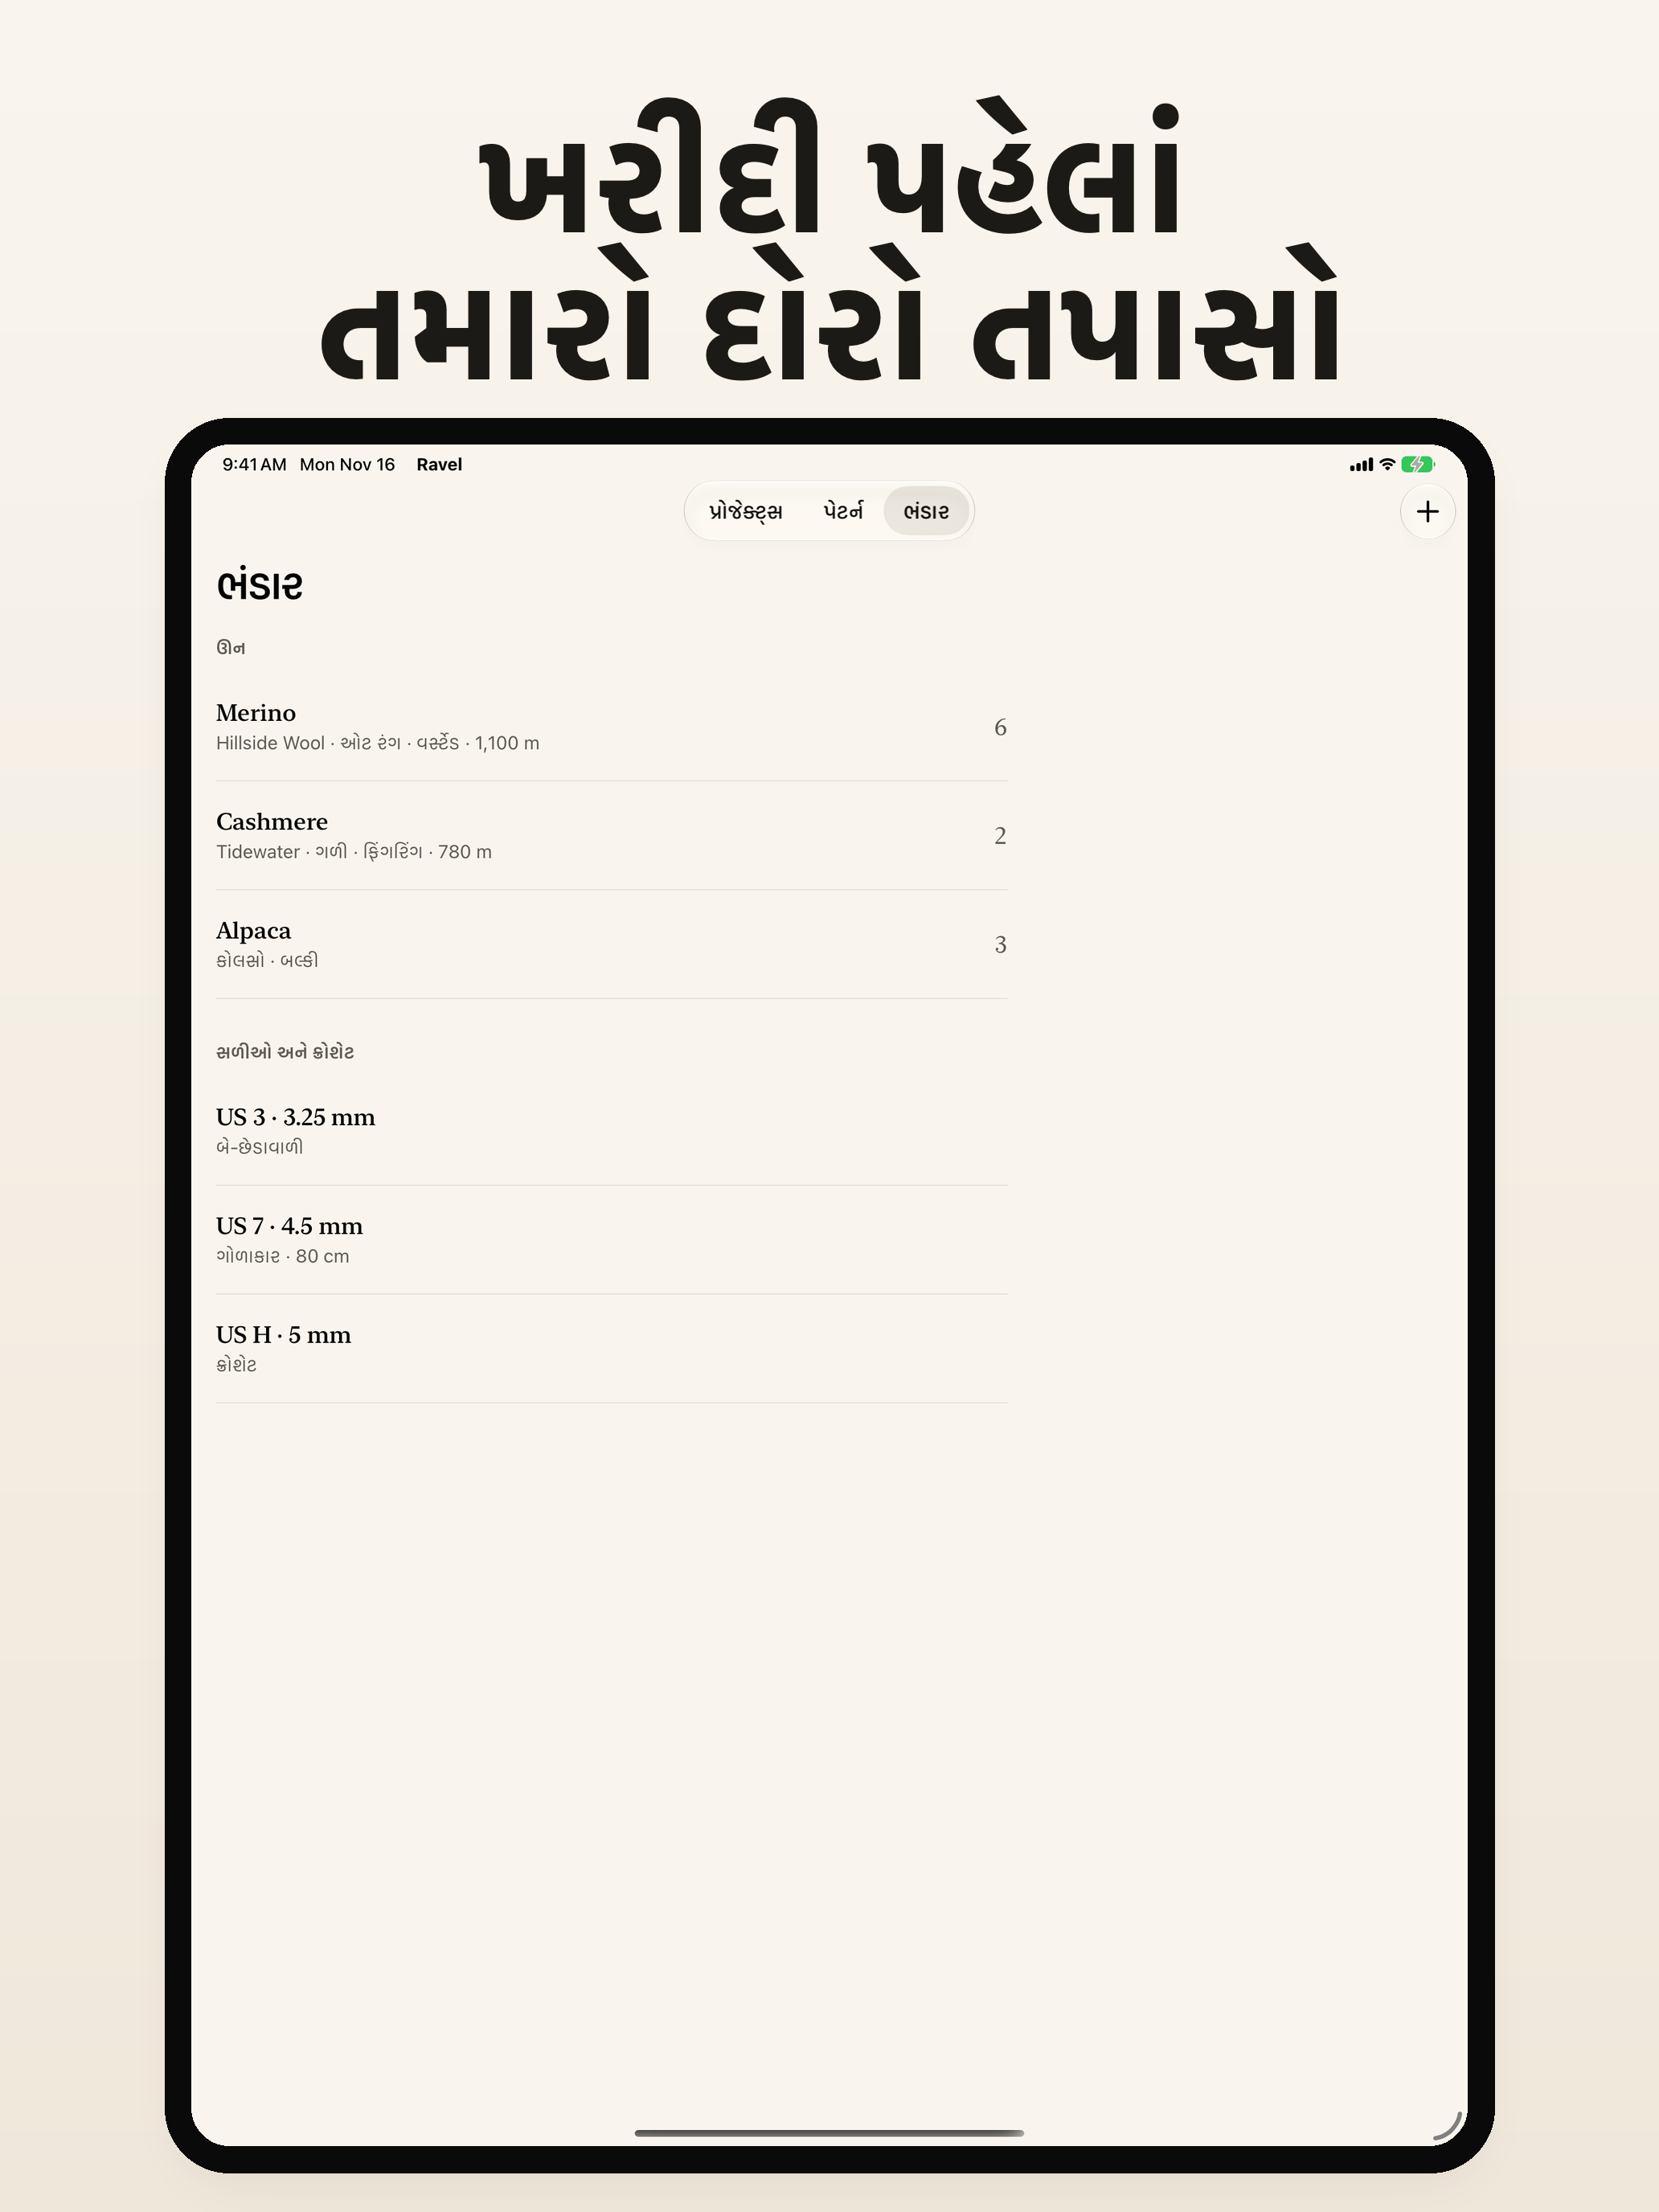 ખરીદી પહેલાં
તમારો દોરો તપાસો
9:41 AM Mon Nov 16 Ravel
પ્રોજેક્ટ્સ પેટર્ન ભંડાર
ભંડાર
ઊન
Merino
Hillside Wool · ઓટ રંગ · વર્સ્ટેડ · 1,100 m
6
Cashmere
Tidewater · ગળી · ફિંગરિંગ · 780 m
2
Alpaca
કોલસો · બલ્કી
3
સળીઓ અને ક્રોશેટ
US 3 · 3.25 mm
બે-છેડાવાળી
US 7 · 4.5 mm
ગોળાકાર · 80 cm
US H · 5 mm
ક્રોશેટ